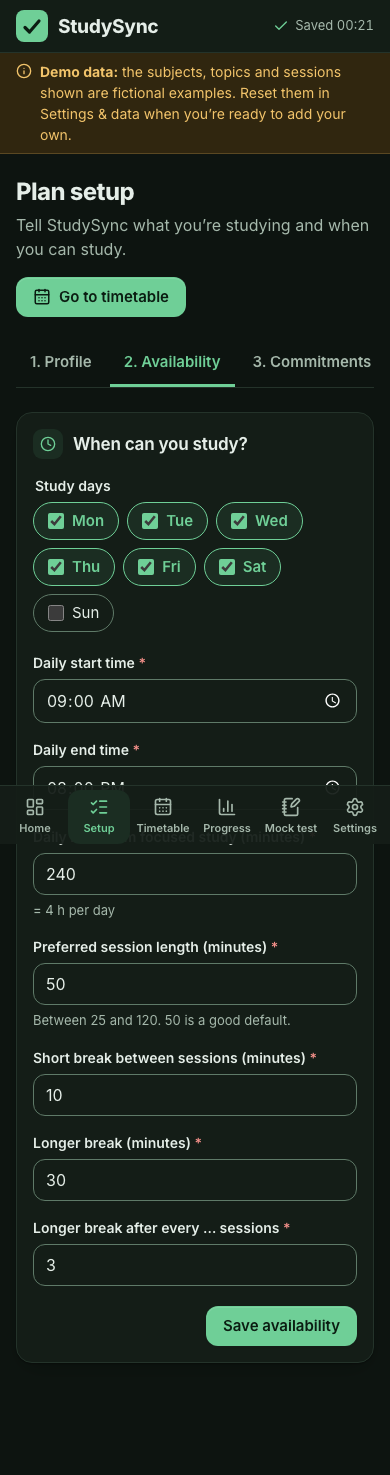 StudySync
Saved 00:21
Demo data: the subjects, topics and sessions
shown are fictional examples. Reset them in
Settings & data when you’re ready to add your
own.
Plan setup
Tell StudySync what you’re studying and when
you can study.
Go to timetable
1. Profile
2. Availability
3. Commitments
When can you study?
Study days
Mon
Tue
Wed
Thu
Fri
Sat
Sun
Daily start time *
09:00 AM
Daily end time *
08:00 PM
Home
Setup
Timetable
Progress
Mock test
Settings
focused study (minutes) *
240
= 4 h per day
Preferred session length (minutes) *
50
Between 25 and 120. 50 is a good default.
Short break between sessions (minutes) *
10
Longer break (minutes) *
30
Longer break after every … sessions *
3
Save availability